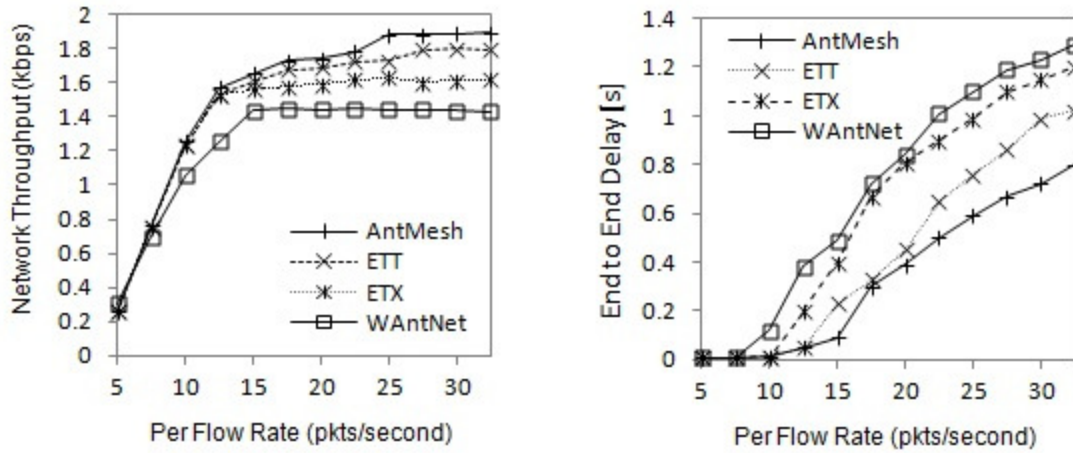 Network Throughput (kbps)
2
1.8
1.6
1.4
1.2
1
0.8
0.6
0.4
0.2
0
5 10 15 20 25 30
Per Flow Rate (pkts/second)
AntMesh
ETT
ETX
WAntNet
End to End Delay [s]
1.4
1.2
1
0.8
0.6
0.4
0.2
0
5 10 15 20 25 30
Per Flow Rate (pkts/second)
AntMesh
ETT
ETX
WAntNet